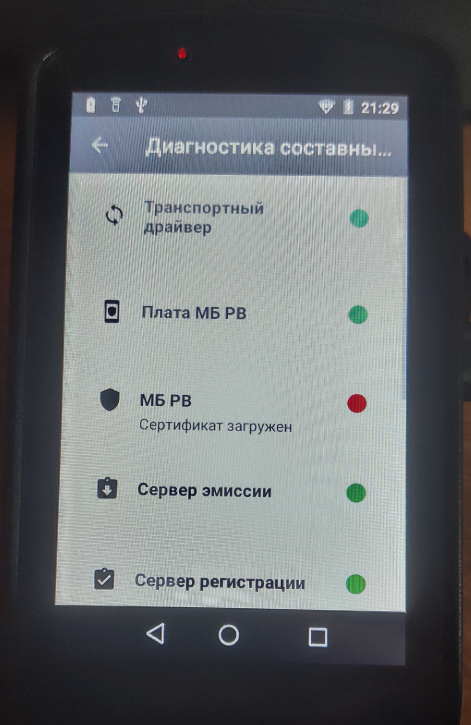 21:29
Диагностика составны...
Транспортный
драйвер
Плата МБ РВ
МБ РВ
Сертификат загружен
Сервер эмиссии
Сервер регистрации